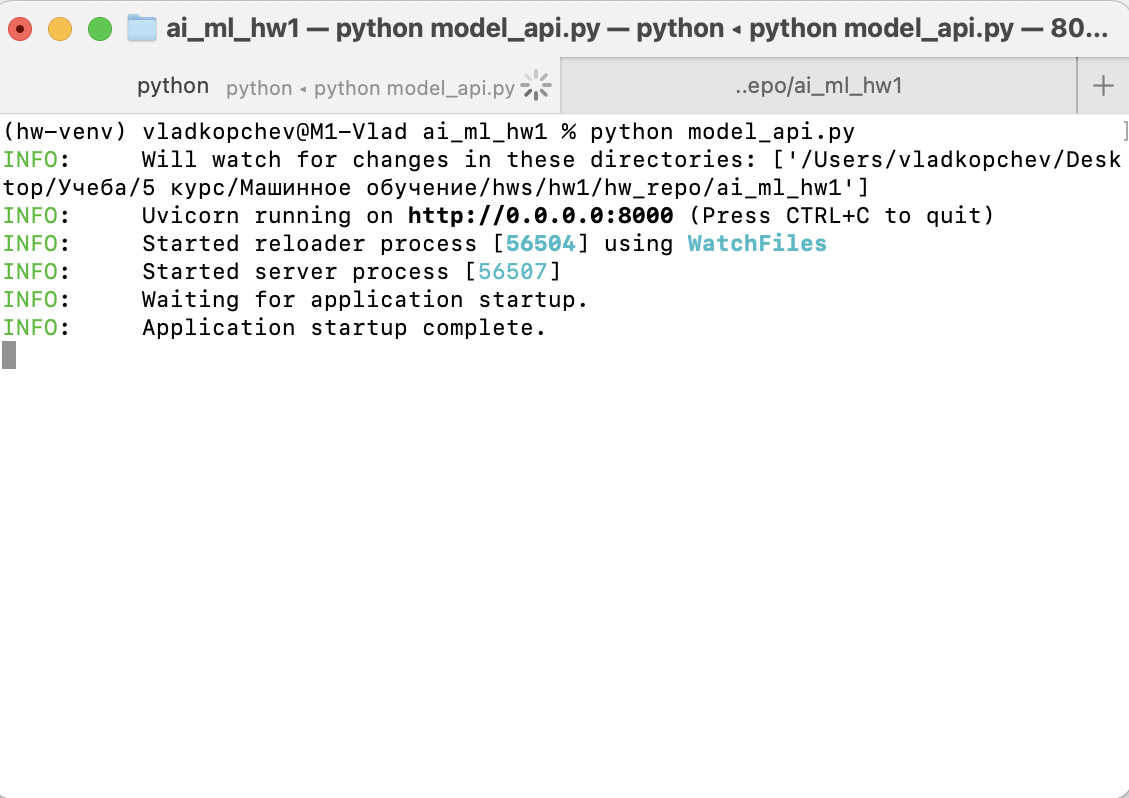 ai_ml_hw1 — python model_api.py — python ◂ python model_api.py — 80...
python python ◂ python model_api.py ..epo/ai_ml_hw1 +
(hw-venv) vladkopchev@M1-Vlad ai_ml_hw1 % python model_api.py ]
INFO:     Will watch for changes in these directories: ['/Users/vladkopchev/Desk
top/Учеба/5 курс/Машинное обучение/hws/hw1/hw_repo/ai_ml_hw1']
INFO:     Uvicorn running on http://0.0.0.0:8000 (Press CTRL+C to quit)
INFO:     Started reloader process [56504] using WatchFiles
INFO:     Started server process [56507]
INFO:     Waiting for application startup.
INFO:     Application startup complete.